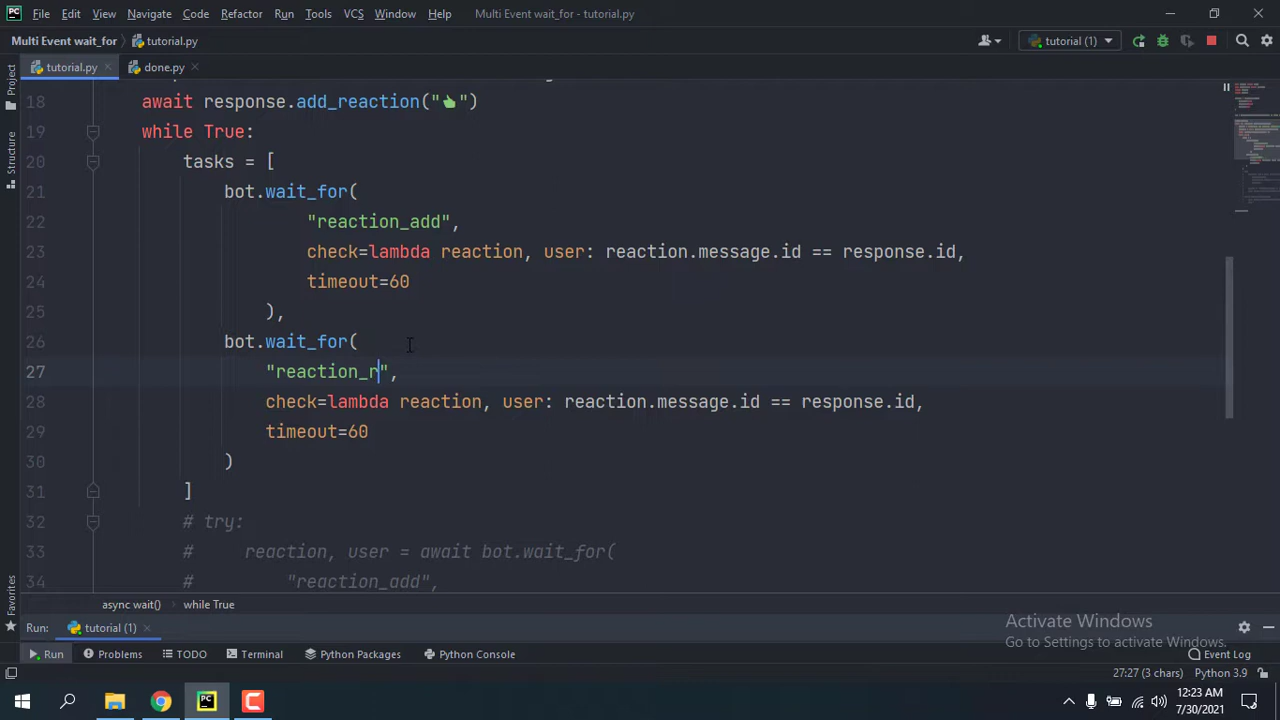 File Edit View Navigate Code Refactor Run Tools VCS Window Help Multi Event wait_for - tutorial.py
Multi Event wait_for tutorial.py tutorial (1)
tutorial.py done.py
Project
Structure
Favorites
18 await response.add_reaction("👍")
19 while True:
20 tasks = [
21 bot.wait_for(
22 "reaction_add",
23 check=lambda reaction, user: reaction.message.id == response.id,
24 timeout=60
25 ),
26 bot.wait_for(
27 "reaction_r",
28 check=lambda reaction, user: reaction.message.id == response.id,
29 timeout=60
30 )
31 ]
32 # try:
33 # reaction, user = await bot.wait_for(
34 # "reaction_add",
async wait() while True
Run: tutorial (1)
Activate Windows
Go to Settings to activate Windows.
Run Problems TODO Terminal Python Packages Python Console Event Log
27:27 (3 chars) Python 3.9
PC
12:23 AM
7/30/2021